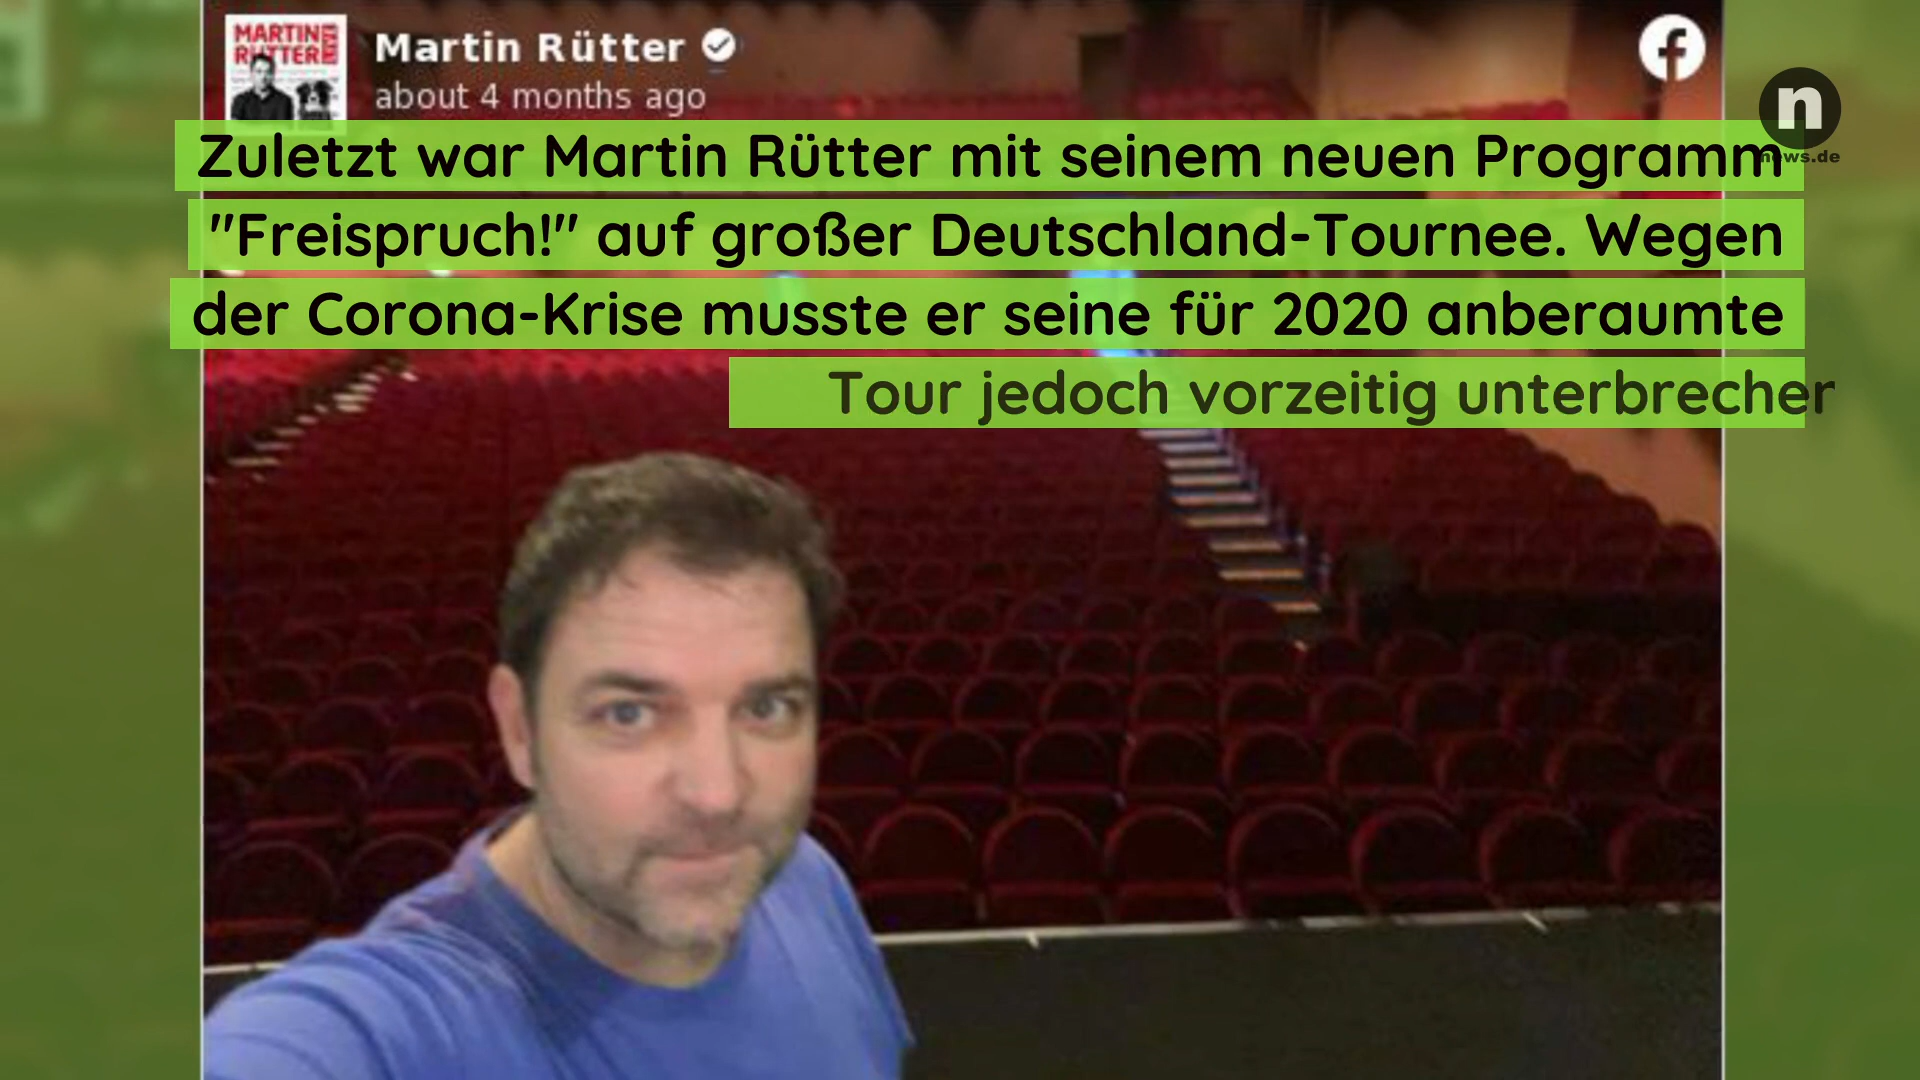 MARTIN
RÜTTER
LIVE
Martin Rütter
about 4 months ago
n
news.de
Zuletzt war Martin Rütter mit seinem neuen Programm
"Freispruch!" auf großer Deutschland-Tournee. Wegen
der Corona-Krise musste er seine für 2020 anberaumte
Tour jedoch vorzeitig unterbrecher